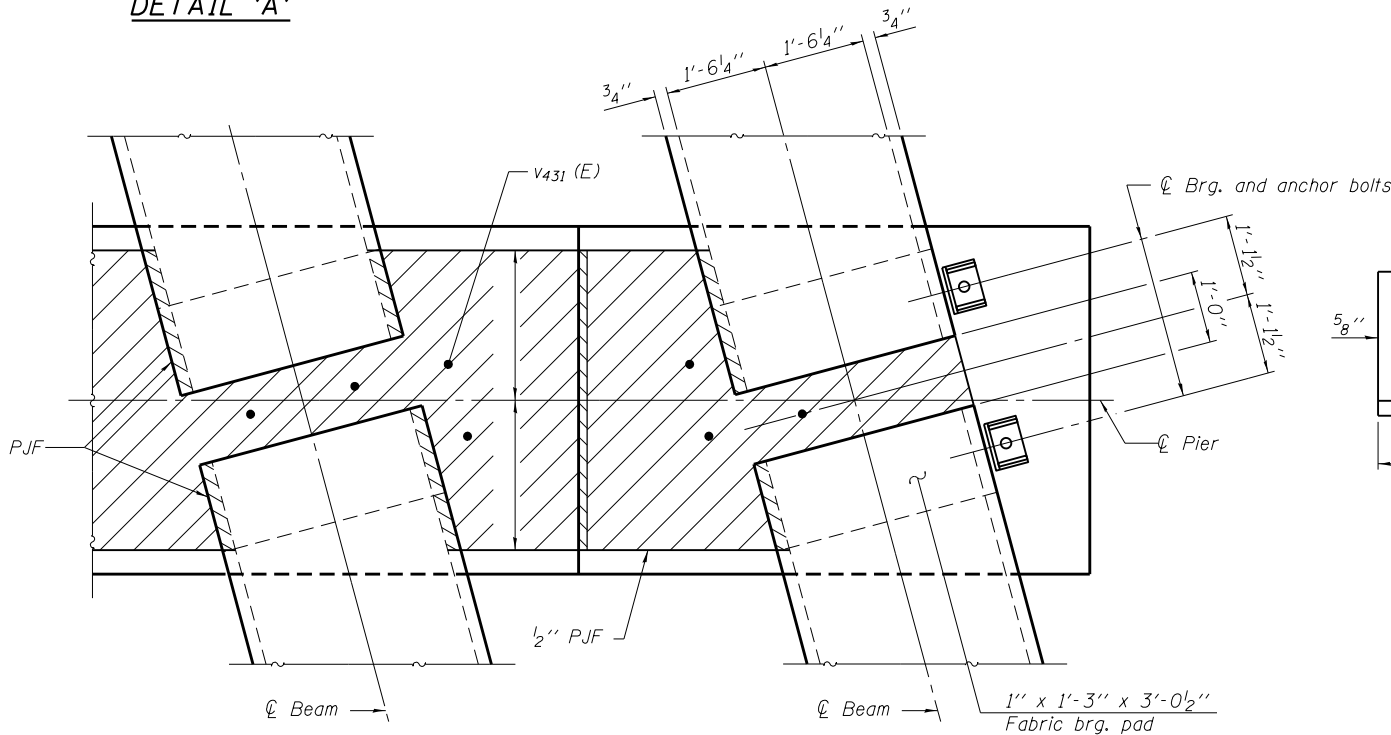 DETAIL 'A'
3/4''
1'-6 1/4''
1'-6 1/4''
3/4''
v431 (E)
℄ Brg. and anchor bolts
1'-1 1/2''
1'-0''
1'-1 1/2''
5/8''
PJF
℄ Pier
1/2'' PJF
℄ Beam
℄ Beam
1'' x 1'-3'' x 3'-0 1/2''
Fabric brg. pad